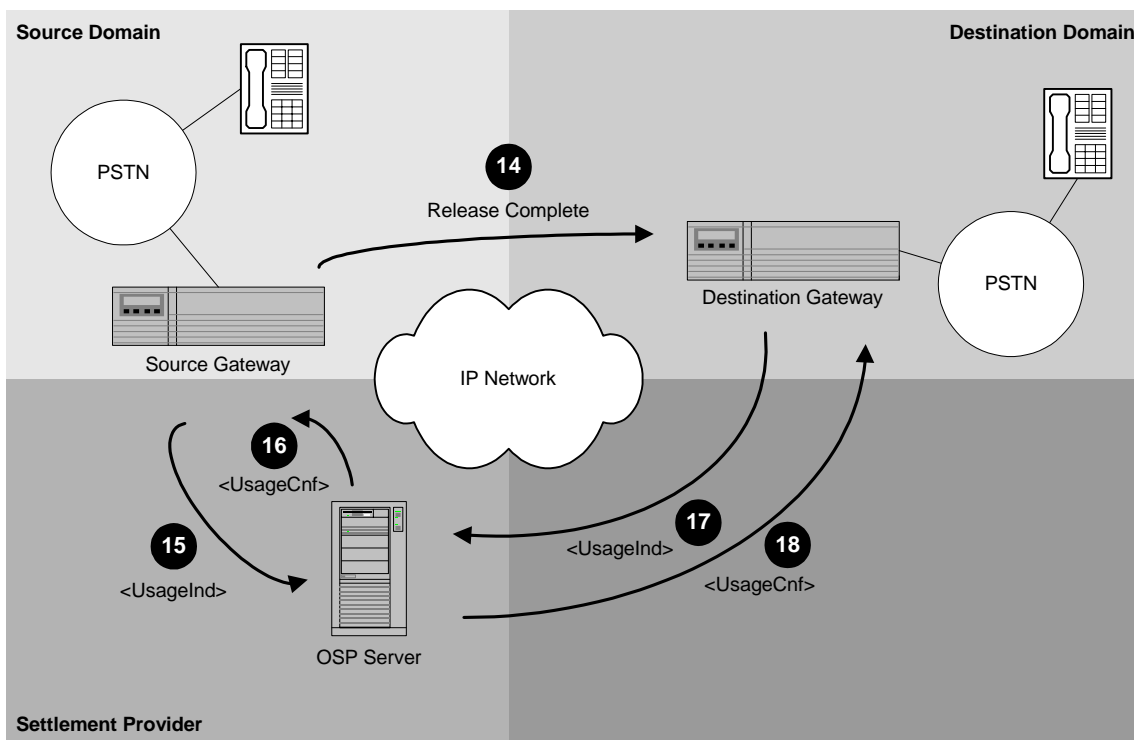 Source Domain
Destination Domain
PSTN
14
Release Complete
Source Gateway
Destination Gateway
PSTN
IP Network
16
<UsageCnf>
15
<UsageInd>
17
<UsageInd>
18
<UsageCnf>
OSP Server
Settlement Provider